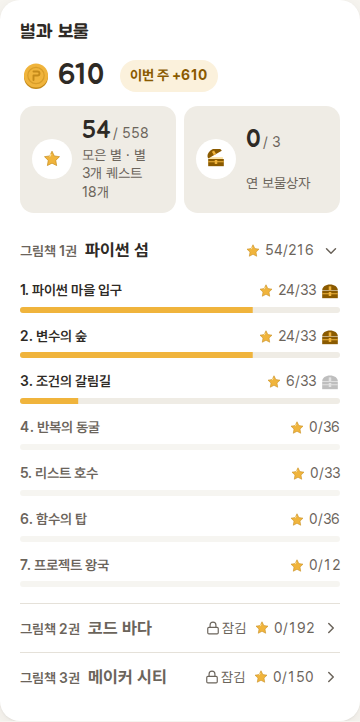 별과 보물
610 이번 주 +610
54 / 558
모은 별 · 별
3개 퀘스트
18개
0 / 3
연 보물상자
그림책 1권 파이썬 섬 54/216
1. 파이썬 마을 입구 24/33
2. 변수의 숲 24/33
3. 조건의 갈림길 6/33
4. 반복의 동굴 0/36
5. 리스트 호수 0/33
6. 함수의 탑 0/36
7. 프로젝트 왕국 0/12
그림책 2권 코드 바다 잠김 0/192
그림책 3권 메이커 시티 잠김 0/150